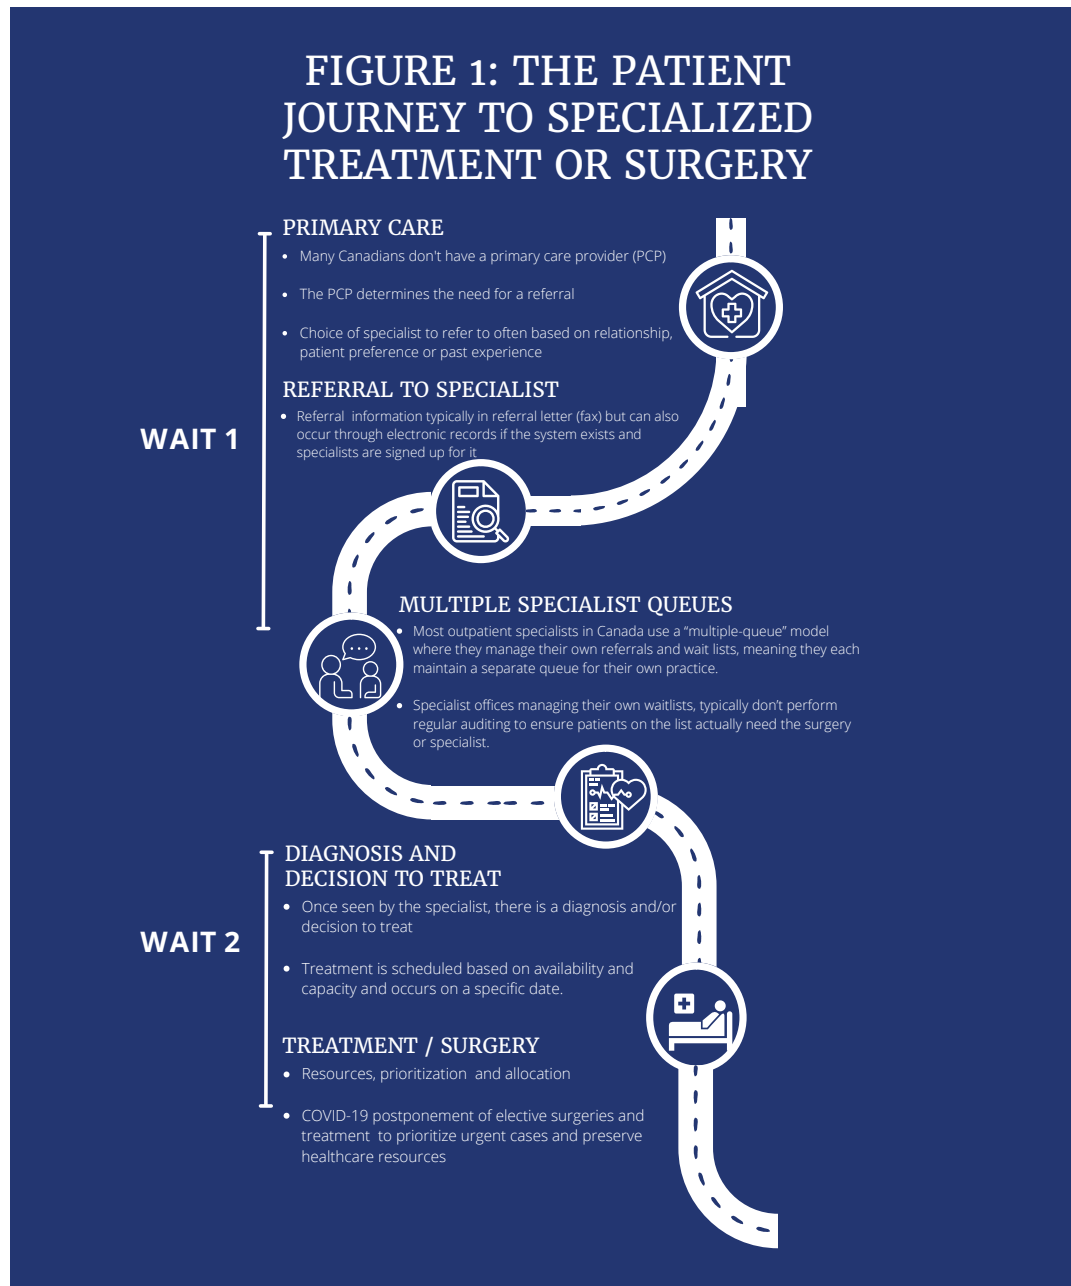 FIGURE 1: THE PATIENT
JOURNEY TO SPECIALIZED
TREATMENT OR SURGERY
PRIMARY CARE
• Many Canadians don't have a primary care provider (PCP)
• The PCP determines the need for a referral
• Choice of specialist to refer to often based on relationship,
patient preference or past experience
REFERRAL TO SPECIALIST
• Referral  information typically in referral letter (fax) but can also
occur through electronic records if the system exists and
specialists are signed up for it
WAIT 1
MULTIPLE SPECIALIST QUEUES
• Most outpatient specialists in Canada use a “multiple-queue” model
where they manage their own referrals and wait lists, meaning they each
maintain a separate queue for their own practice.
• Specialist offices managing their own waitlists, typically don’t perform
regular auditing to ensure patients on the list actually need the surgery
or specialist.
DIAGNOSIS AND
DECISION TO TREAT
• Once seen by the specialist, there is a diagnosis and/or
decision to treat
WAIT 2
• Treatment is scheduled based on availability and
capacity and occurs on a specific date.
TREATMENT / SURGERY
• Resources, prioritization  and allocation
• COVID-19 postponement of elective surgeries and
treatment  to prioritize urgent cases and preserve
healthcare resources